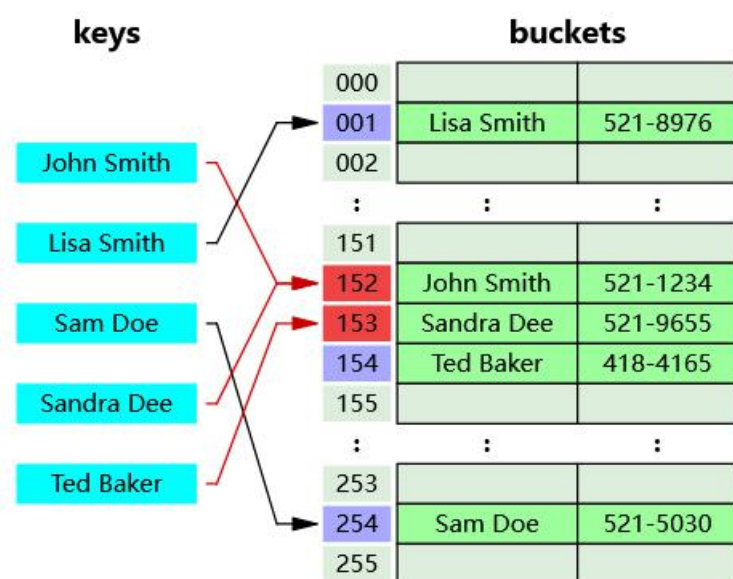 keys
buckets
John Smith
Lisa Smith
Sam Doe
Sandra Dee
Ted Baker
000
001 Lisa Smith 521-8976
002
: : :
151
152 John Smith 521-1234
153 Sandra Dee 521-9655
154 Ted Baker 418-4165
155
: : :
253
254 Sam Doe 521-5030
255